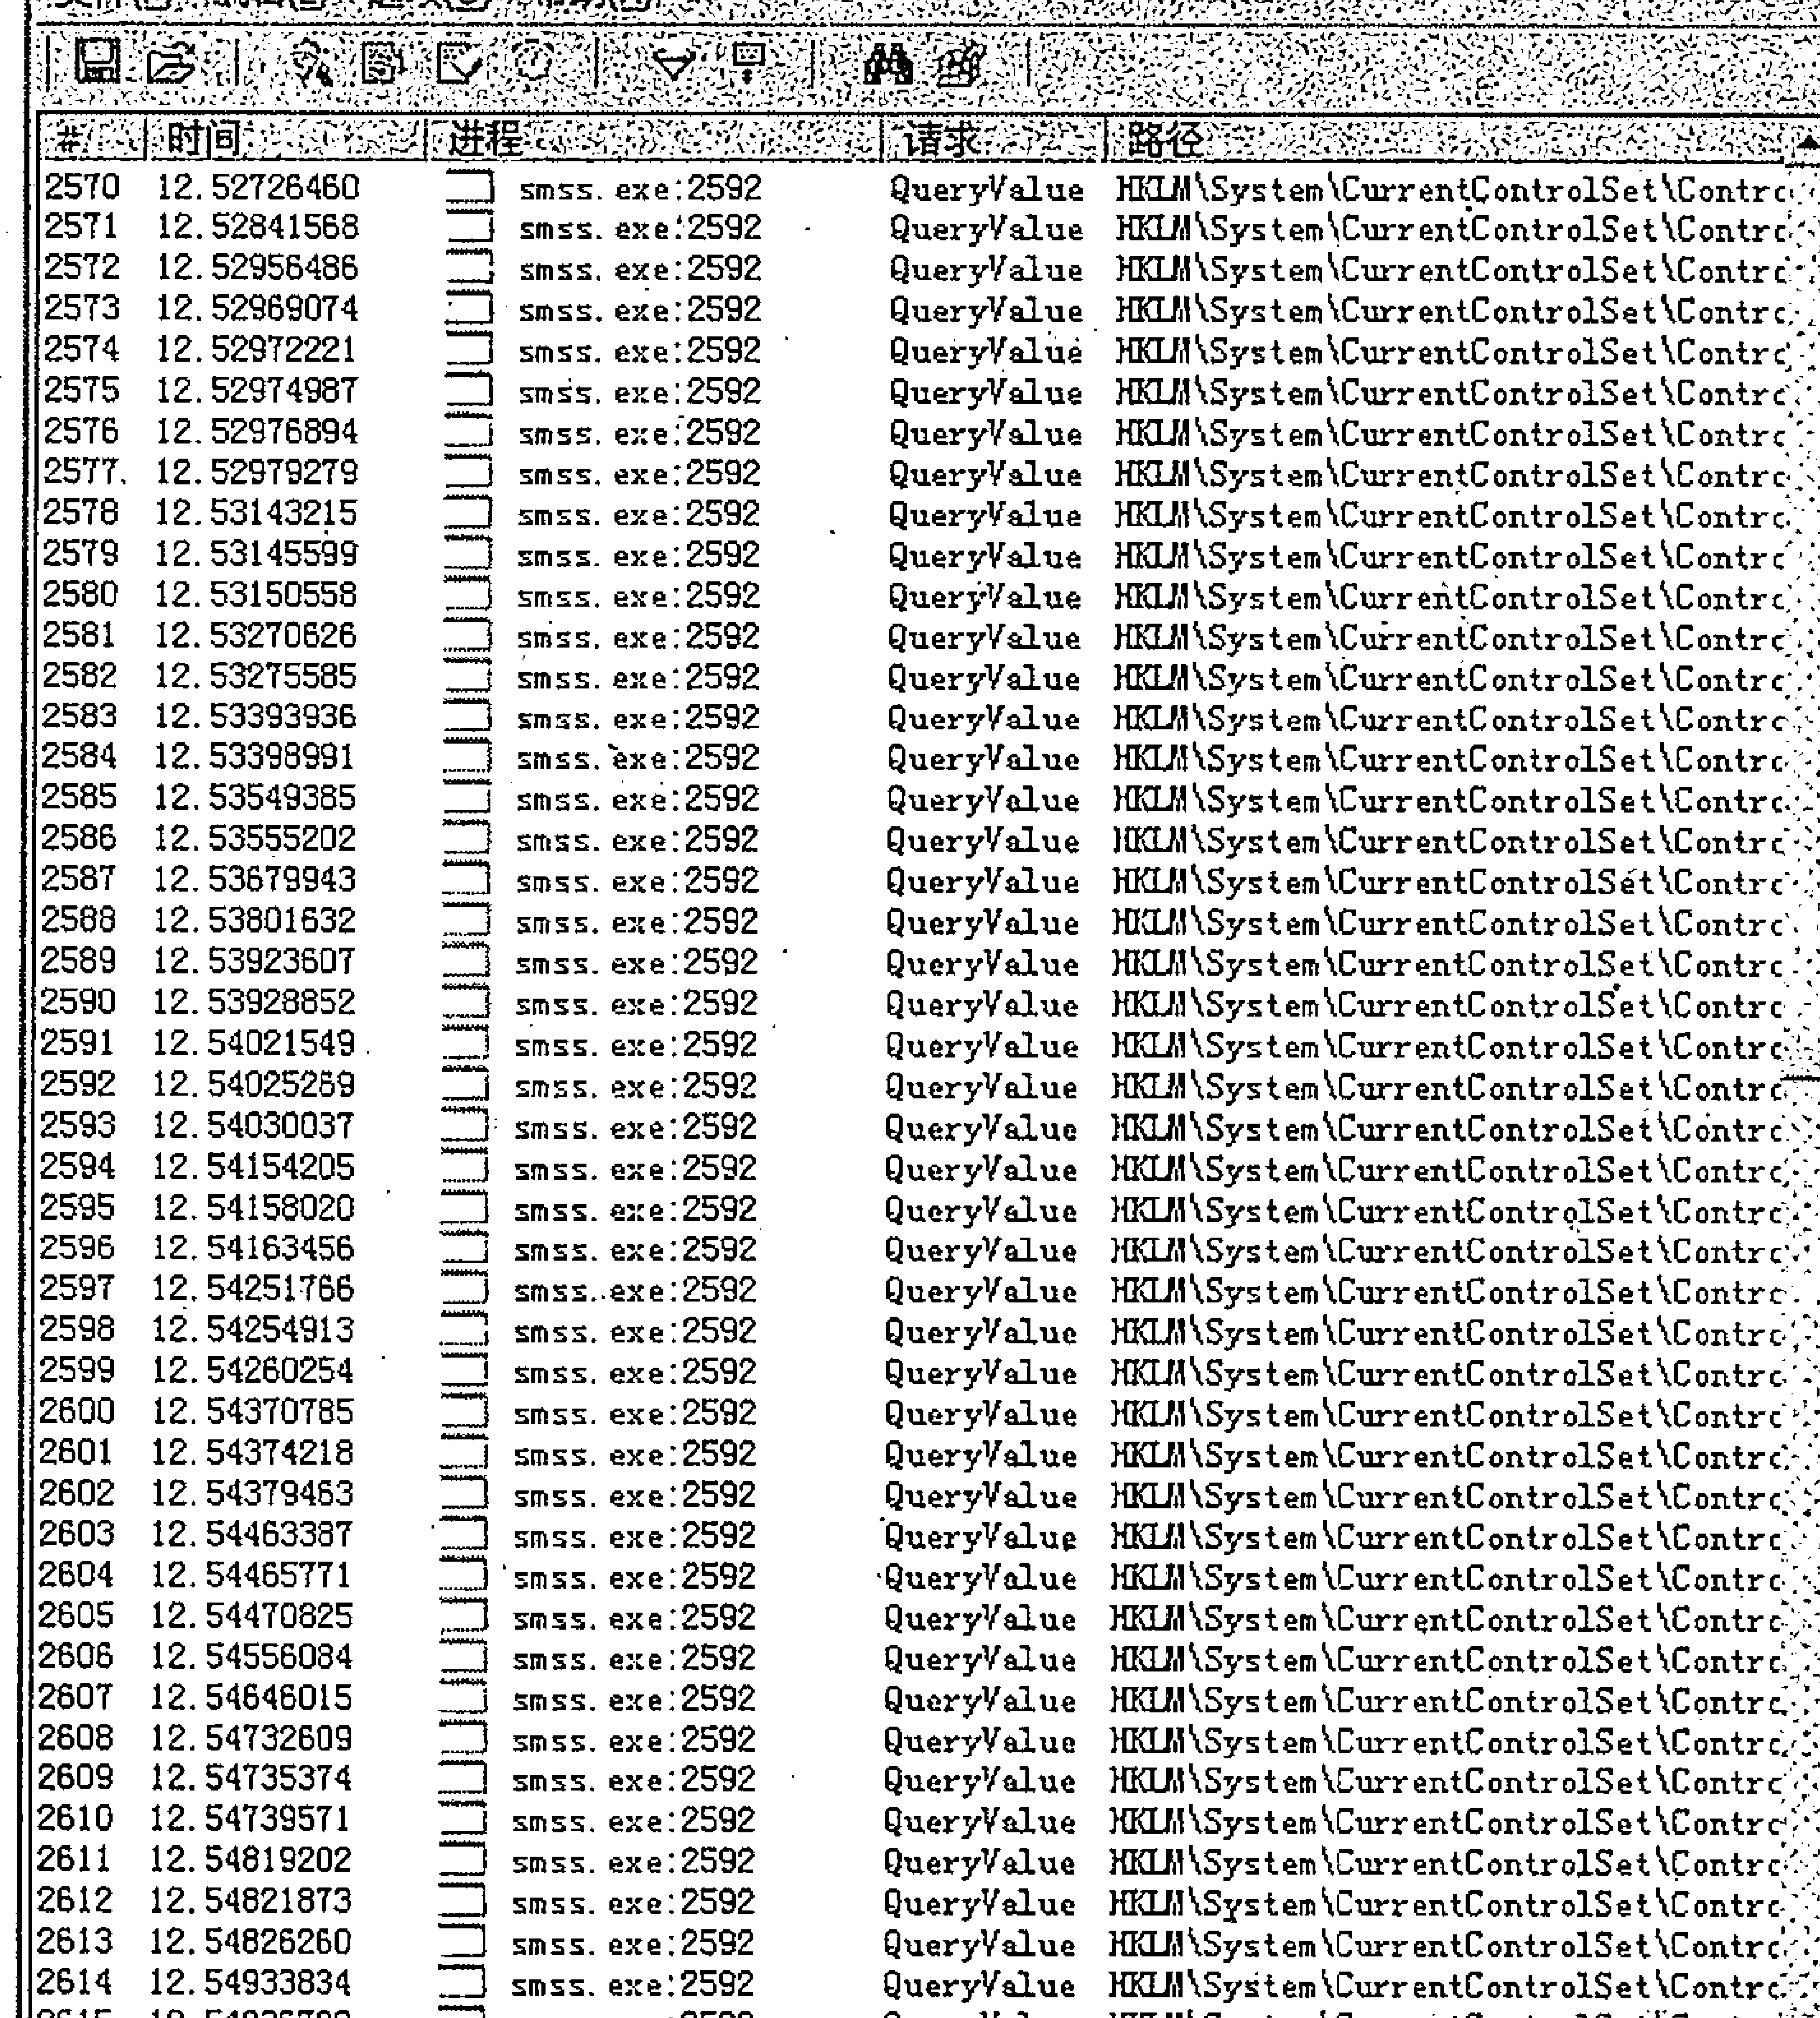 # 时间 进程 请求 路径
2570 12.52726460 smss.exe:2592 QueryValue HKLM\System\CurrentControlSet\Contrc
2571 12.52841568 smss.exe:2592 QueryValue HKLM\System\CurrentControlSet\Contrc
2572 12.52956486 smss.exe:2592 QueryValue HKLM\System\CurrentControlSet\Contrc
2573 12.52969074 smss.exe:2592 QueryValue HKLM\System\CurrentControlSet\Contrc
2574 12.52972221 smss.exe:2592 QueryValue HKLM\System\CurrentControlSet\Contrc
2575 12.52974987 smss.exe:2592 QueryValue HKLM\System\CurrentControlSet\Contrc
2576 12.52976894 smss.exe:2592 QueryValue HKLM\System\CurrentControlSet\Contrc
2577 12.52979279 smss.exe:2592 QueryValue HKLM\System\CurrentControlSet\Contrc
2578 12.53143215 smss.exe:2592 QueryValue HKLM\System\CurrentControlSet\Contrc
2579 12.53145599 smss.exe:2592 QueryValue HKLM\System\CurrentControlSet\Contrc
2580 12.53150558 smss.exe:2592 QueryValue HKLM\System\CurrentControlSet\Contrc
2581 12.53270626 smss.exe:2592 QueryValue HKLM\System\CurrentControlSet\Contrc
2582 12.53275585 smss.exe:2592 QueryValue HKLM\System\CurrentControlSet\Contrc
2583 12.53393936 smss.exe:2592 QueryValue HKLM\System\CurrentControlSet\Contrc
2584 12.53398991 smss.exe:2592 QueryValue HKLM\System\CurrentControlSet\Contrc
2585 12.53549385 smss.exe:2592 QueryValue HKLM\System\CurrentControlSet\Contrc
2586 12.53555202 smss.exe:2592 QueryValue HKLM\System\CurrentControlSet\Contrc
2587 12.53679943 smss.exe:2592 QueryValue HKLM\System\CurrentControlSet\Contrc
2588 12.53801632 smss.exe:2592 QueryValue HKLM\System\CurrentControlSet\Contrc
2589 12.53923607 smss.exe:2592 QueryValue HKLM\System\CurrentControlSet\Contrc
2590 12.53928852 smss.exe:2592 QueryValue HKLM\System\CurrentControlSet\Contrc
2591 12.54021549 smss.exe:2592 QueryValue HKLM\System\CurrentControlSet\Contrc
2592 12.54025269 smss.exe:2592 QueryValue HKLM\System\CurrentControlSet\Contrc
2593 12.54030037 smss.exe:2592 QueryValue HKLM\System\CurrentControlSet\Contrc
2594 12.54154205 smss.exe:2592 QueryValue HKLM\System\CurrentControlSet\Contrc
2595 12.54158020 smss.exe:2592 QueryValue HKLM\System\CurrentControlSet\Contrc
2596 12.54163456 smss.exe:2592 QueryValue HKLM\System\CurrentControlSet\Contrc
2597 12.54251766 smss.exe:2592 QueryValue HKLM\System\CurrentControlSet\Contrc
2598 12.54254913 smss.exe:2592 QueryValue HKLM\System\CurrentControlSet\Contrc
2599 12.54260254 smss.exe:2592 QueryValue HKLM\System\CurrentControlSet\Contrc
2600 12.54370785 smss.exe:2592 QueryValue HKLM\System\CurrentControlSet\Contrc
2601 12.54374218 smss.exe:2592 QueryValue HKLM\System\CurrentControlSet\Contrc
2602 12.54379463 smss.exe:2592 QueryValue HKLM\System\CurrentControlSet\Contrc
2603 12.54463387 smss.exe:2592 QueryValue HKLM\System\CurrentControlSet\Contrc
2604 12.54465771 smss.exe:2592 QueryValue HKLM\System\CurrentControlSet\Contrc
2605 12.54470825 smss.exe:2592 QueryValue HKLM\System\CurrentControlSet\Contrc
2606 12.54556084 smss.exe:2592 QueryValue HKLM\System\CurrentControlSet\Contrc
2607 12.54646015 smss.exe:2592 QueryValue HKLM\System\CurrentControlSet\Contrc
2608 12.54732609 smss.exe:2592 QueryValue HKLM\System\CurrentControlSet\Contrc
2609 12.54735374 smss.exe:2592 QueryValue HKLM\System\CurrentControlSet\Contrc
2610 12.54739571 smss.exe:2592 QueryValue HKLM\System\CurrentControlSet\Contrc
2611 12.54819202 smss.exe:2592 QueryValue HKLM\System\CurrentControlSet\Contrc
2612 12.54821873 smss.exe:2592 QueryValue HKLM\System\CurrentControlSet\Contrc
2613 12.54826260 smss.exe:2592 QueryValue HKLM\System\CurrentControlSet\Contrc
2614 12.54933834 smss.exe:2592 QueryValue HKLM\System\CurrentControlSet\Contrc